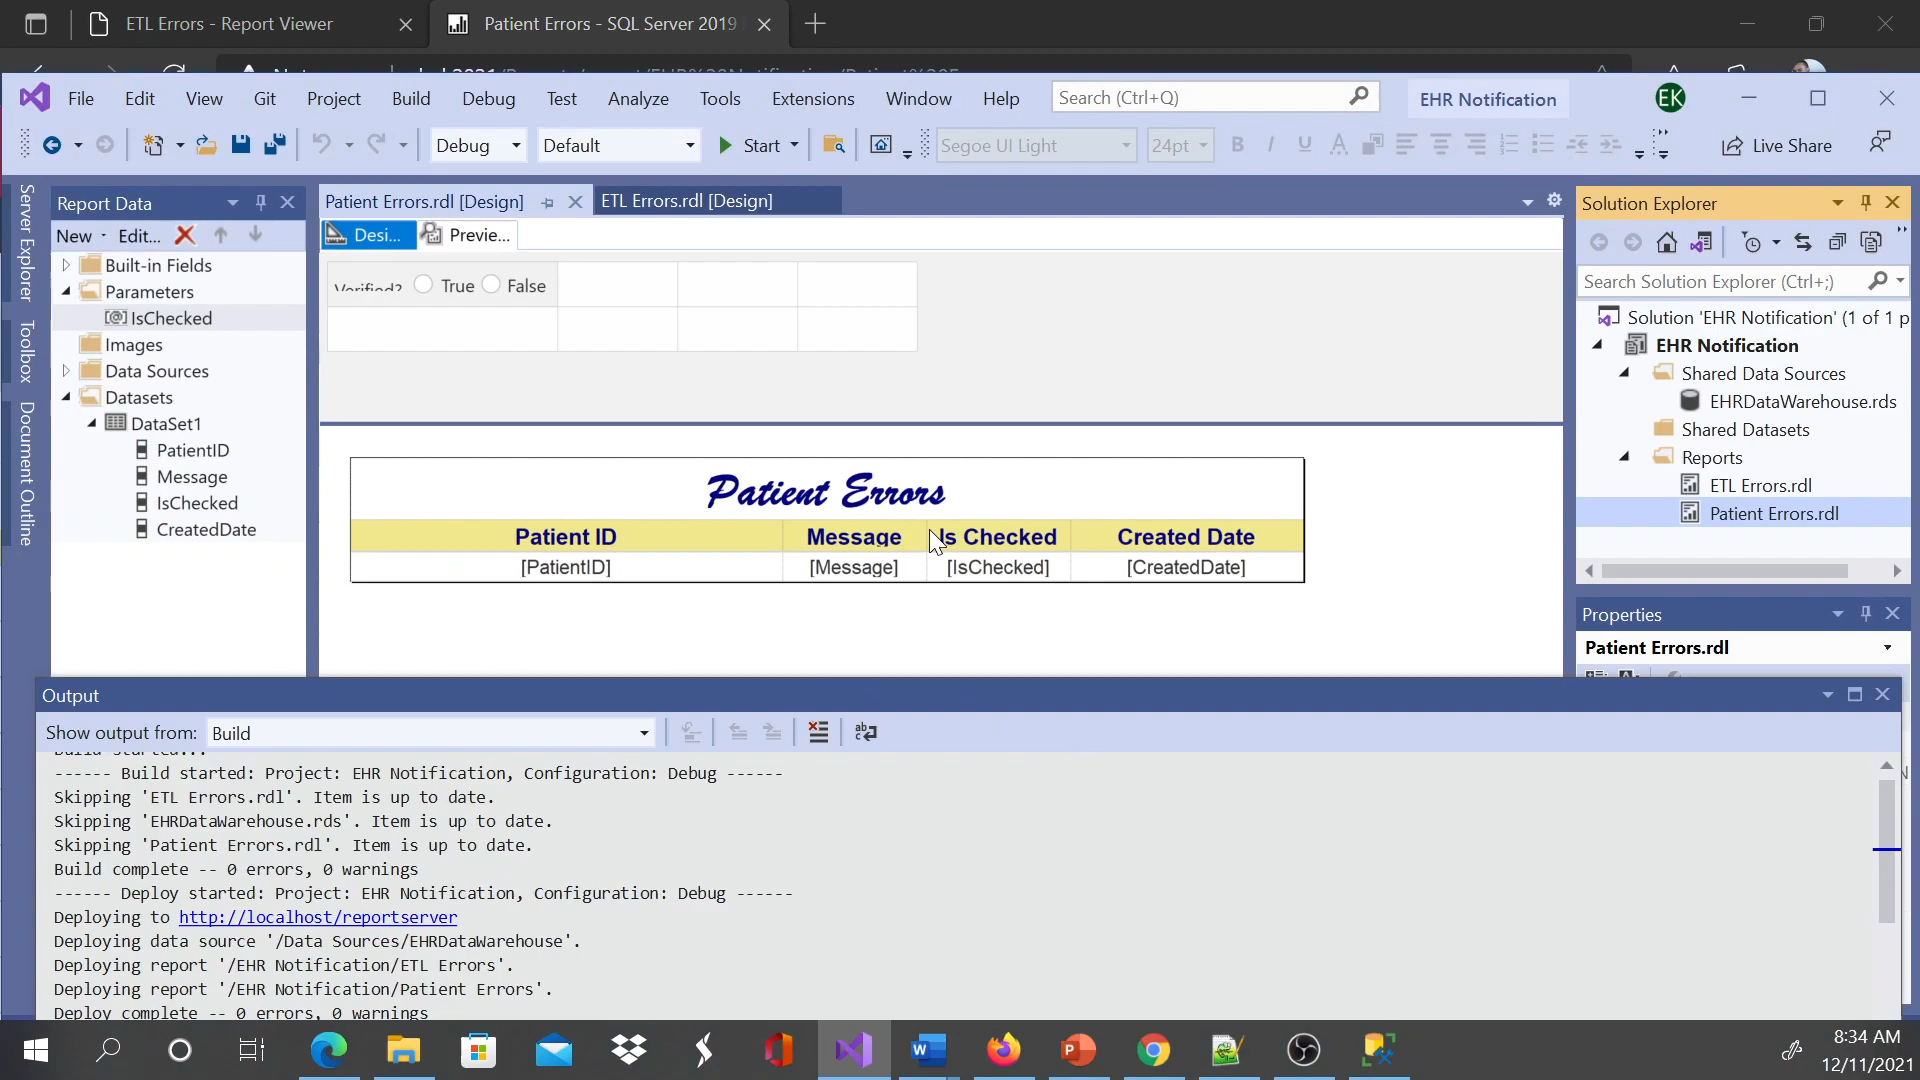 ETL Errors - Report Viewer
Patient Errors - SQL Server 2019
File Edit View Git Project Build Debug Test Analyze Tools Extensions Window Help
Search (Ctrl+Q)
EHR Notification
EK
Debug Default Start
Segoe UI Light 24pt
Live Share
Server Explorer
Toolbox
Document Outline
Report Data
New Edit...
Built-in Fields
Parameters
IsChecked
Images
Data Sources
Datasets
DataSet1
PatientID
Message
IsChecked
CreatedDate
Patient Errors.rdl [Design]
ETL Errors.rdl [Design]
Desi...
Previe...
Verified? True False
Patient Errors
Patient ID Message Is Checked Created Date
[PatientID] [Message] [IsChecked] [CreatedDate]
Solution Explorer
Search Solution Explorer (Ctrl+;)
Solution 'EHR Notification' (1 of 1 p
EHR Notification
Shared Data Sources
EHRDataWarehouse.rds
Shared Datasets
Reports
ETL Errors.rdl
Patient Errors.rdl
Properties
Patient Errors.rdl
Output
Show output from: Build
Build started...
------ Build started: Project: EHR Notification, Configuration: Debug ------
Skipping 'ETL Errors.rdl'. Item is up to date.
Skipping 'EHRDataWarehouse.rds'. Item is up to date.
Skipping 'Patient Errors.rdl'. Item is up to date.
Build complete -- 0 errors, 0 warnings
------ Deploy started: Project: EHR Notification, Configuration: Debug ------
Deploying to http://localhost/reportserver
Deploying data source '/Data Sources/EHRDataWarehouse'.
Deploying report '/EHR Notification/ETL Errors'.
Deploying report '/EHR Notification/Patient Errors'.
Deploy complete -- 0 errors, 0 warnings
8:34 AM
12/11/2021